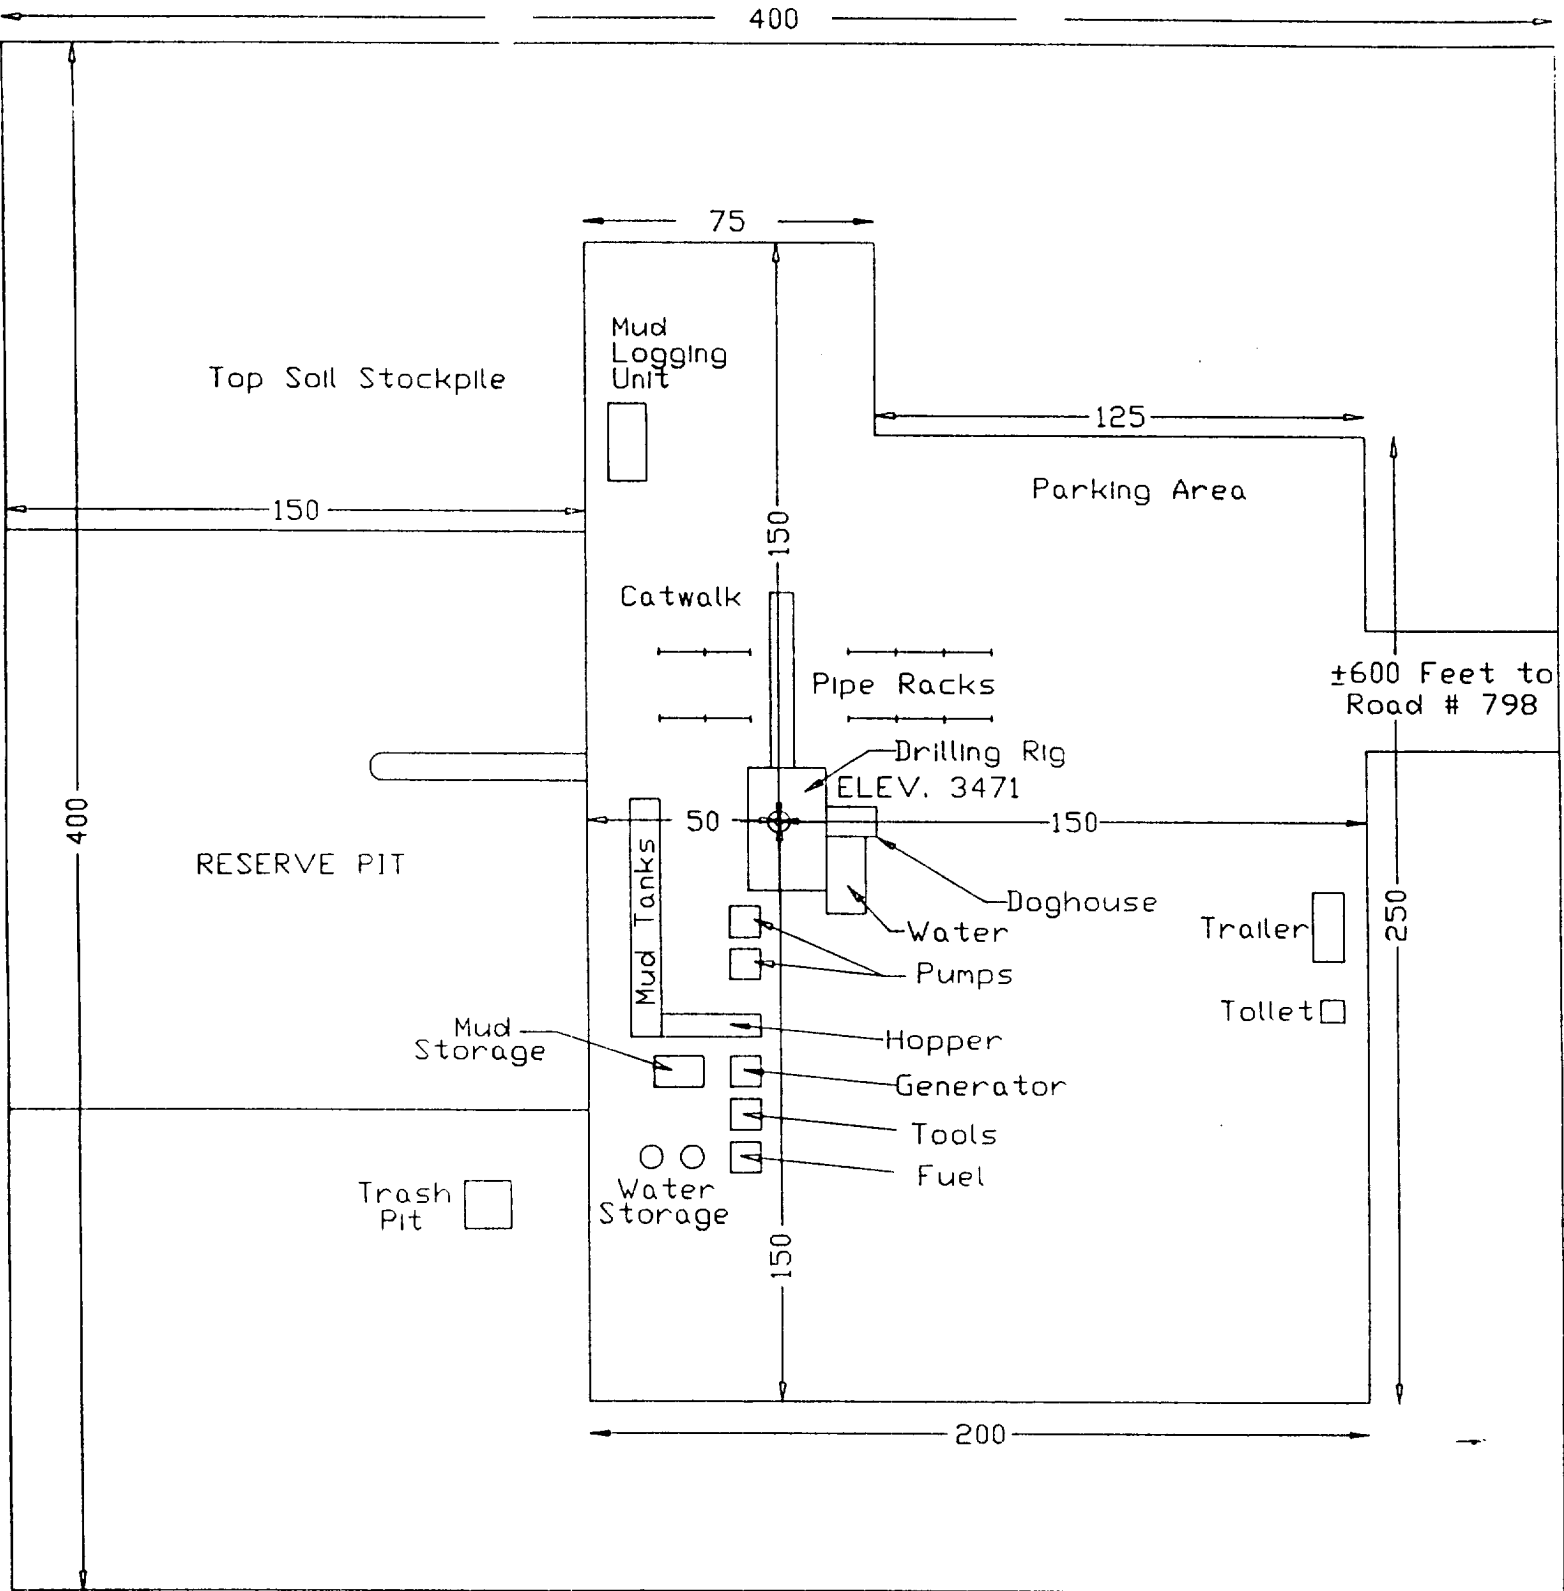 400
75
Mud
Logging
Unit
Top Soil Stockpile
125
Parking Area
150
150
Catwalk
±600 Feet to
Road # 798
Pipe Racks
Drilling Rig
ELEV. 3471
400
50
150
RESERVE PIT
Mud Tanks
Doghouse
250
Water
Trailer
Pumps
Toilet
Mud
Storage
Hopper
Generator
Tools
Fuel
Trash
Pit
Water
Storage
150
200